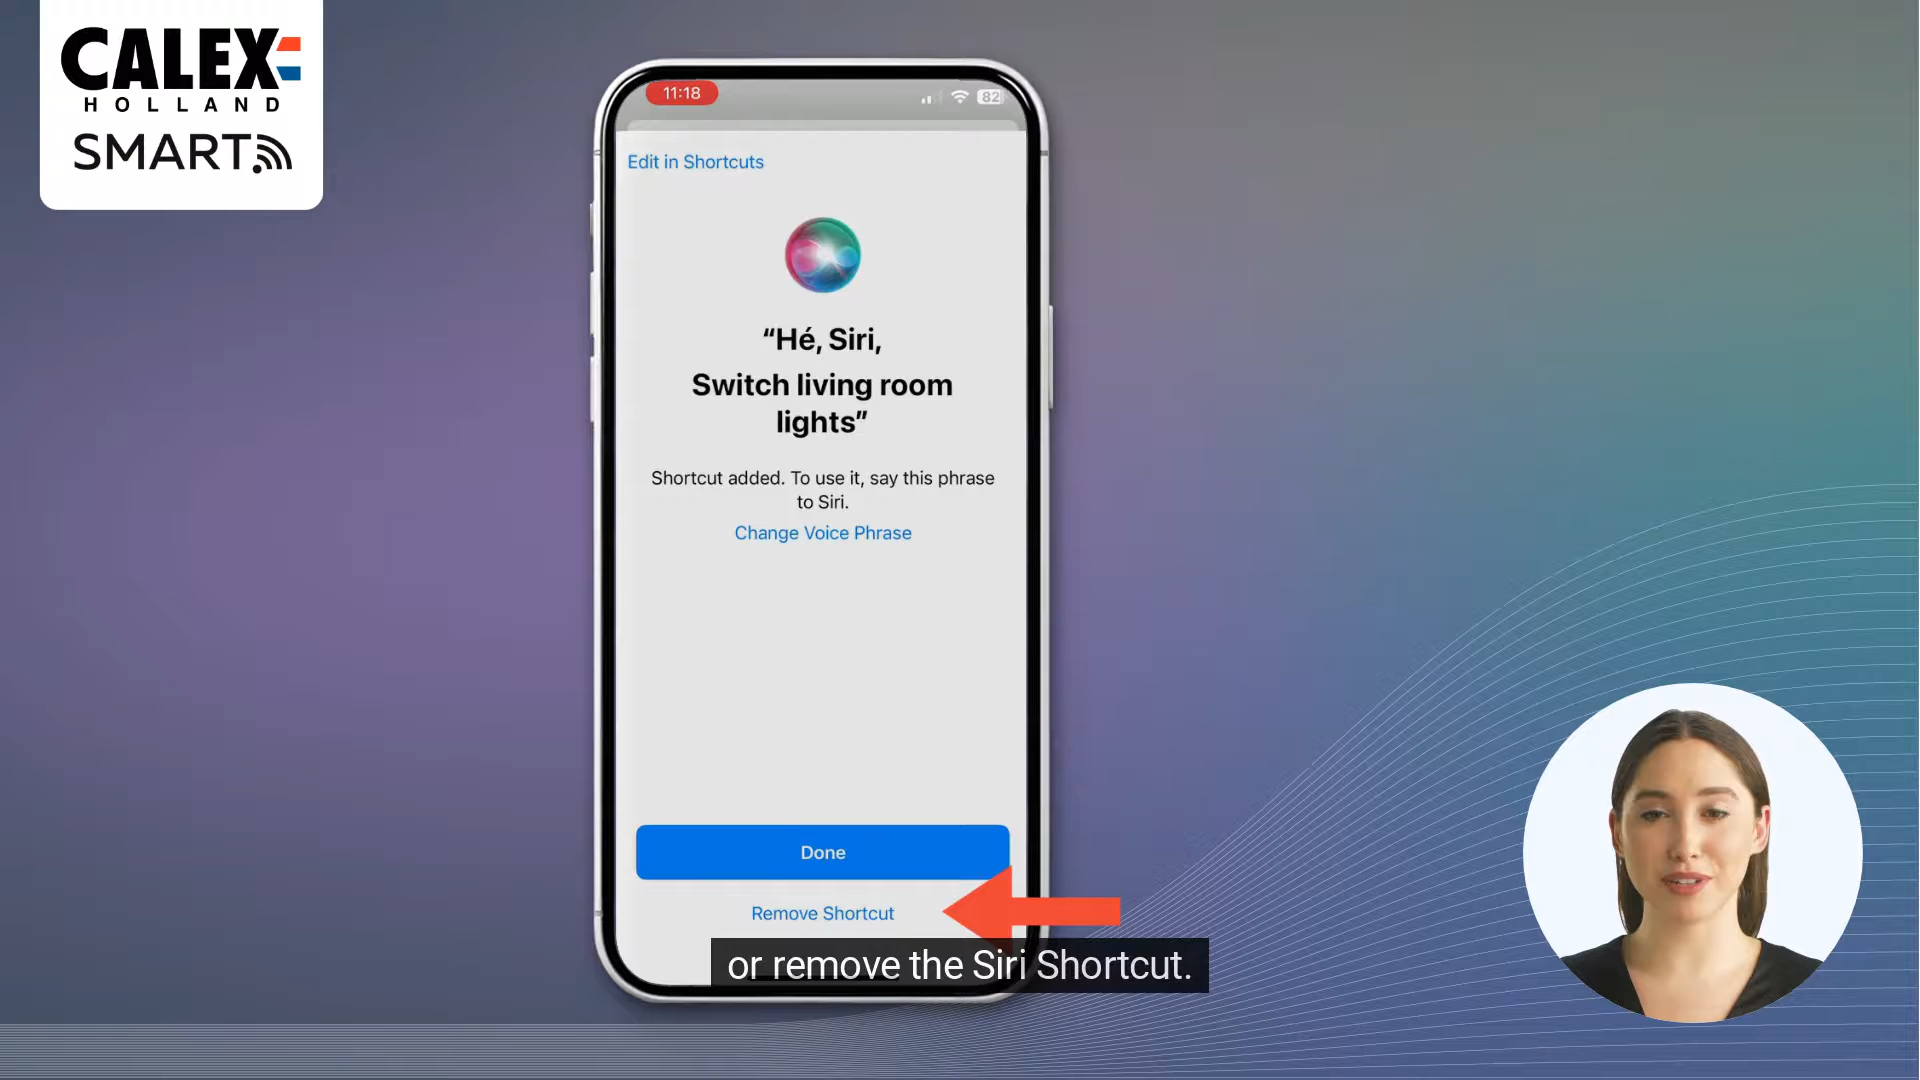 CALEX
HOLLAND
SMART
11:18
82
Edit in Shortcuts
“Hé, Siri,
Switch living room
lights”
Shortcut added. To use it, say this phrase
to Siri.
Change Voice Phrase
Done
Remove Shortcut
or remove the Siri Shortcut.